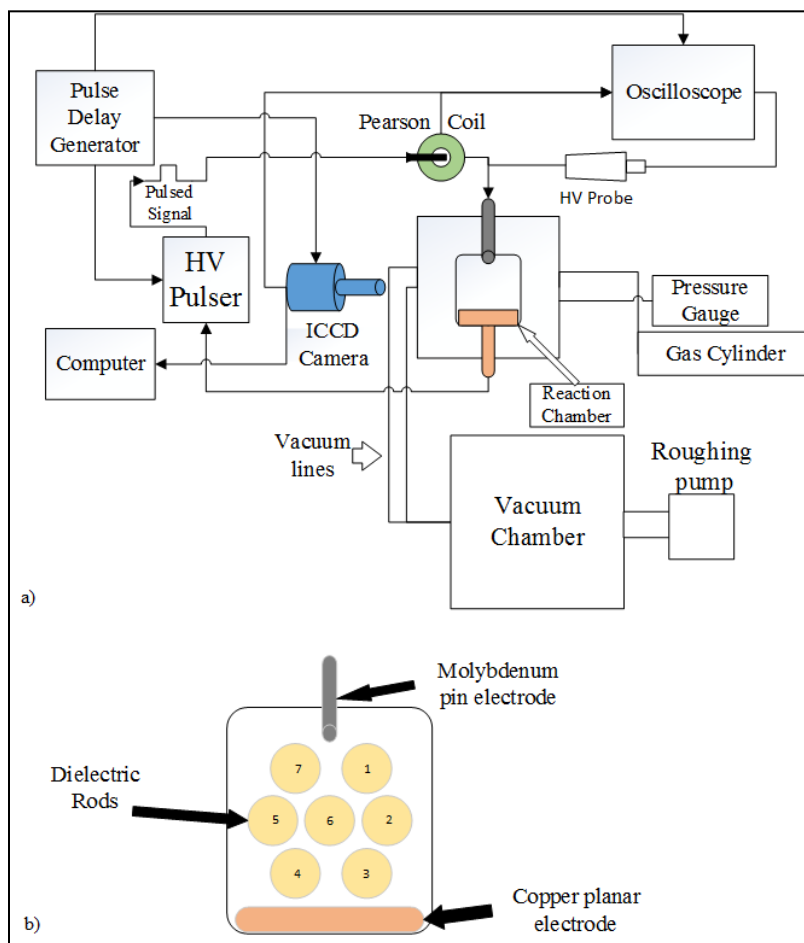 Pulse
Delay
Generator
Pearson Coil
Oscilloscope
Pulsed
Signal
HV Probe
HV
Pulser
ICCD
Camera
Pressure
Gauge
Gas Cylinder
Computer
Reaction
Chamber
Vacuum
lines
Roughing
pump
Vacuum
Chamber
a)
Molybdenum
pin electrode
Dielectric
Rods
7 1
5 6 2
4 3
Copper planar
electrode
b)